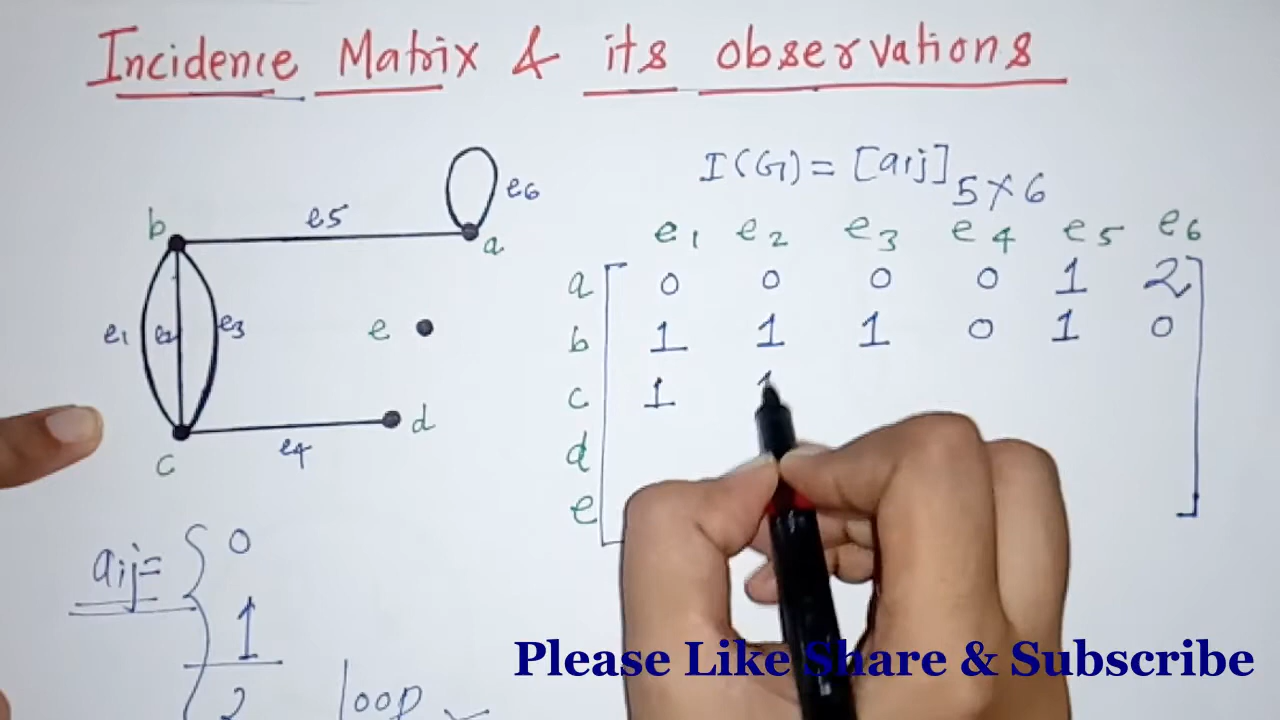 Incidence Matrix & its observations
I(G) = [aij] 5×6
e6
b
e5
a
e1 e2 e3
e
c
e4
d
e1 e2 e3 e4 e5 e6
a 0 0 0 0 1 2
b 1 1 1 0 1 0
c 1 1
d
e
aij =
0
1
2 loop
Please Like Share & Subscribe